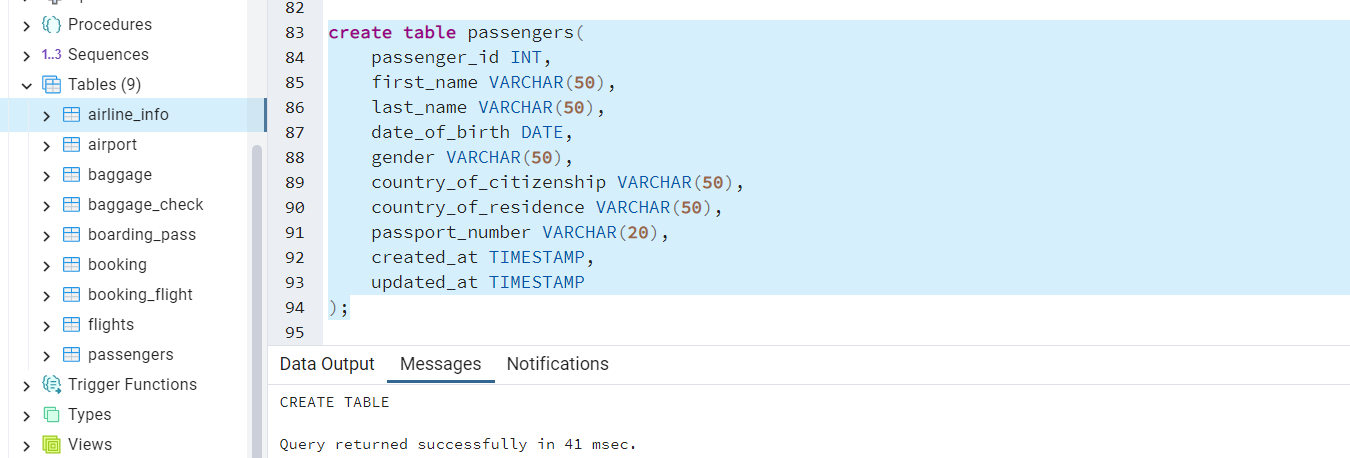 Procedures
1..3 Sequences
Tables (9)
airline_info
airport
baggage
baggage_check
boarding_pass
booking
booking_flight
flights
passengers
Trigger Functions
Types
Views
82
83 create table passengers(
84 passenger_id INT,
85 first_name VARCHAR(50),
86 last_name VARCHAR(50),
87 date_of_birth DATE,
88 gender VARCHAR(50),
89 country_of_citizenship VARCHAR(50),
90 country_of_residence VARCHAR(50),
91 passport_number VARCHAR(20),
92 created_at TIMESTAMP,
93 updated_at TIMESTAMP
94 );
95
Data Output Messages Notifications
CREATE TABLE
Query returned successfully in 41 msec.